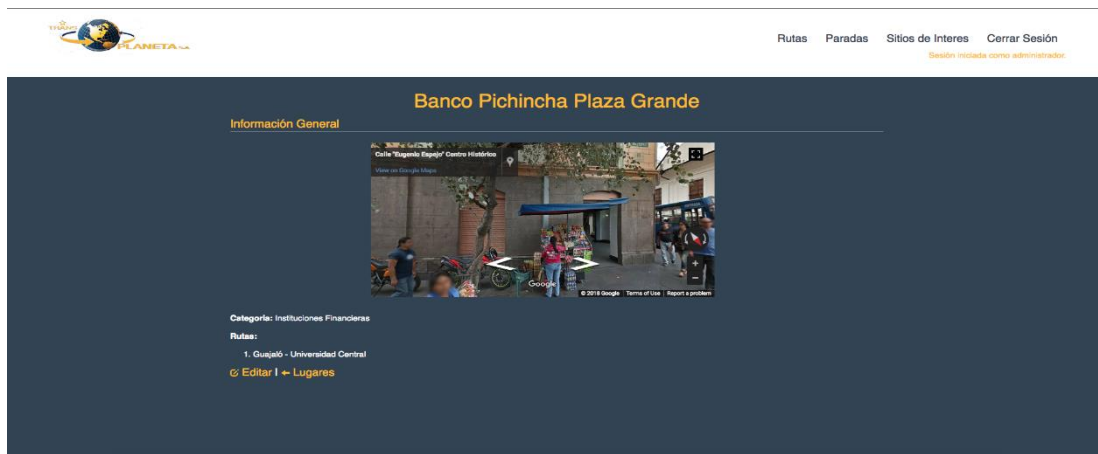 TRANS
PLANETA S.A.
Rutas Paradas Sitios de Interes Cerrar Sesión
Sesión iniciada como administrador.
Banco Pichincha Plaza Grande
Información General
Calle "Eugenio Espejo" Centro Histórico
View on Google Maps
Google
© 2018 Google Terms of Use Report a problem
Categoría: Instituciones Financieras
Rutas:
1. Guajaló - Universidad Central
Editar | ← Lugares